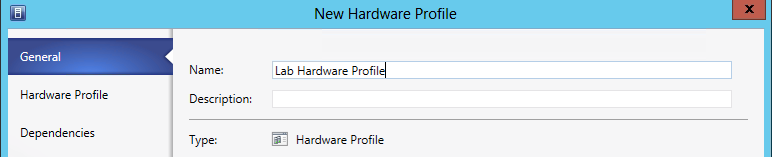 New Hardware Profile
x
General
Name: Lab Hardware Profile
Hardware Profile
Description:
Dependencies
Type: Hardware Profile